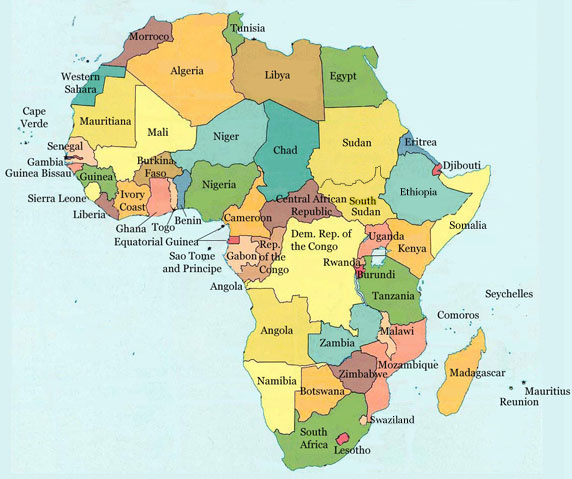 Tunisia
Morroco
Algeria
Libya
Egypt
Western
Sahara
Cape
Verde
Mauritiana
Mali
Niger
Chad
Sudan
Eritrea
Senegal
Gambia
Guinea Bissau
Guinea
Burkina
Faso
Djibouti
Nigeria
Ethiopia
Sierra Leone
Ivory
Coast
Liberia
Ghana
Togo
Benin
Central African
Republic
South
Sudan
Somalia
Cameroon
Equatorial Guinea
Sao Tome
and Principe
Gabon
Rep.
of the
Congo
Dem. Rep. of
the Congo
Uganda
Kenya
Rwanda
Burundi
Angola
Tanzania
Seychelles
Comoros
Angola
Zambia
Malawi
Mozambique
Zimbabwe
Madagascar
Mauritius
Reunion
Namibia
Botswana
Swaziland
South
Africa
Lesotho